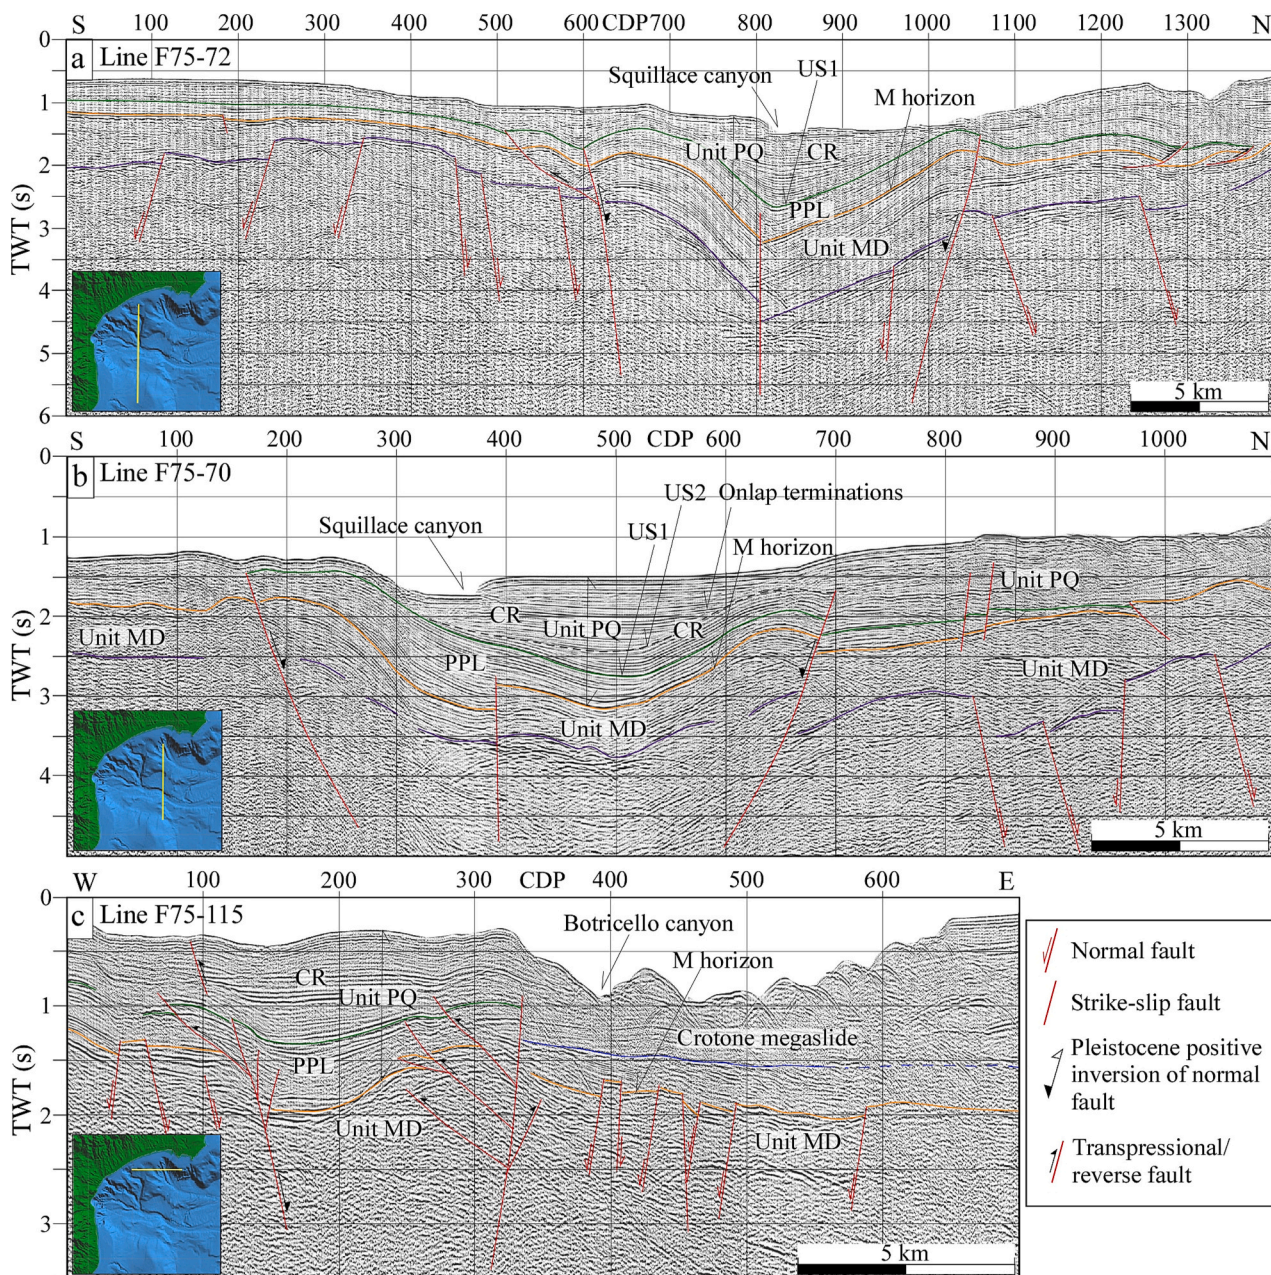 S 100 200 300 400 500 600 CDP 700 800 900 1000 1100 1200 1300 N
0
a Line F75-72
Squillace canyon
US1
M horizon
1
Unit PQ
CR
2
PPL
3
Unit MD
4
5
6
TWT (s)
5 km
S 100 200 300 400 500 CDP 600 700 800 900 1000 N
0
b Line F75-70
US2 Onlap terminations
Squillace canyon
US1
M horizon
1
Unit PQ
CR
Unit PQ
CR
2
Unit MD
PPL
Unit MD
3
Unit MD
4
TWT (s)
5 km
W 100 200 300 CDP 400 500 600 E
0
c Line F75-115
Botricello canyon
M horizon
CR
Unit PQ
1
Crotone megaslide
PPL
2
Unit MD
Unit MD
3
TWT (s)
5 km
Normal fault
Strike-slip fault
Pleistocene positive
inversion of normal
fault
Transpressional/
reverse fault